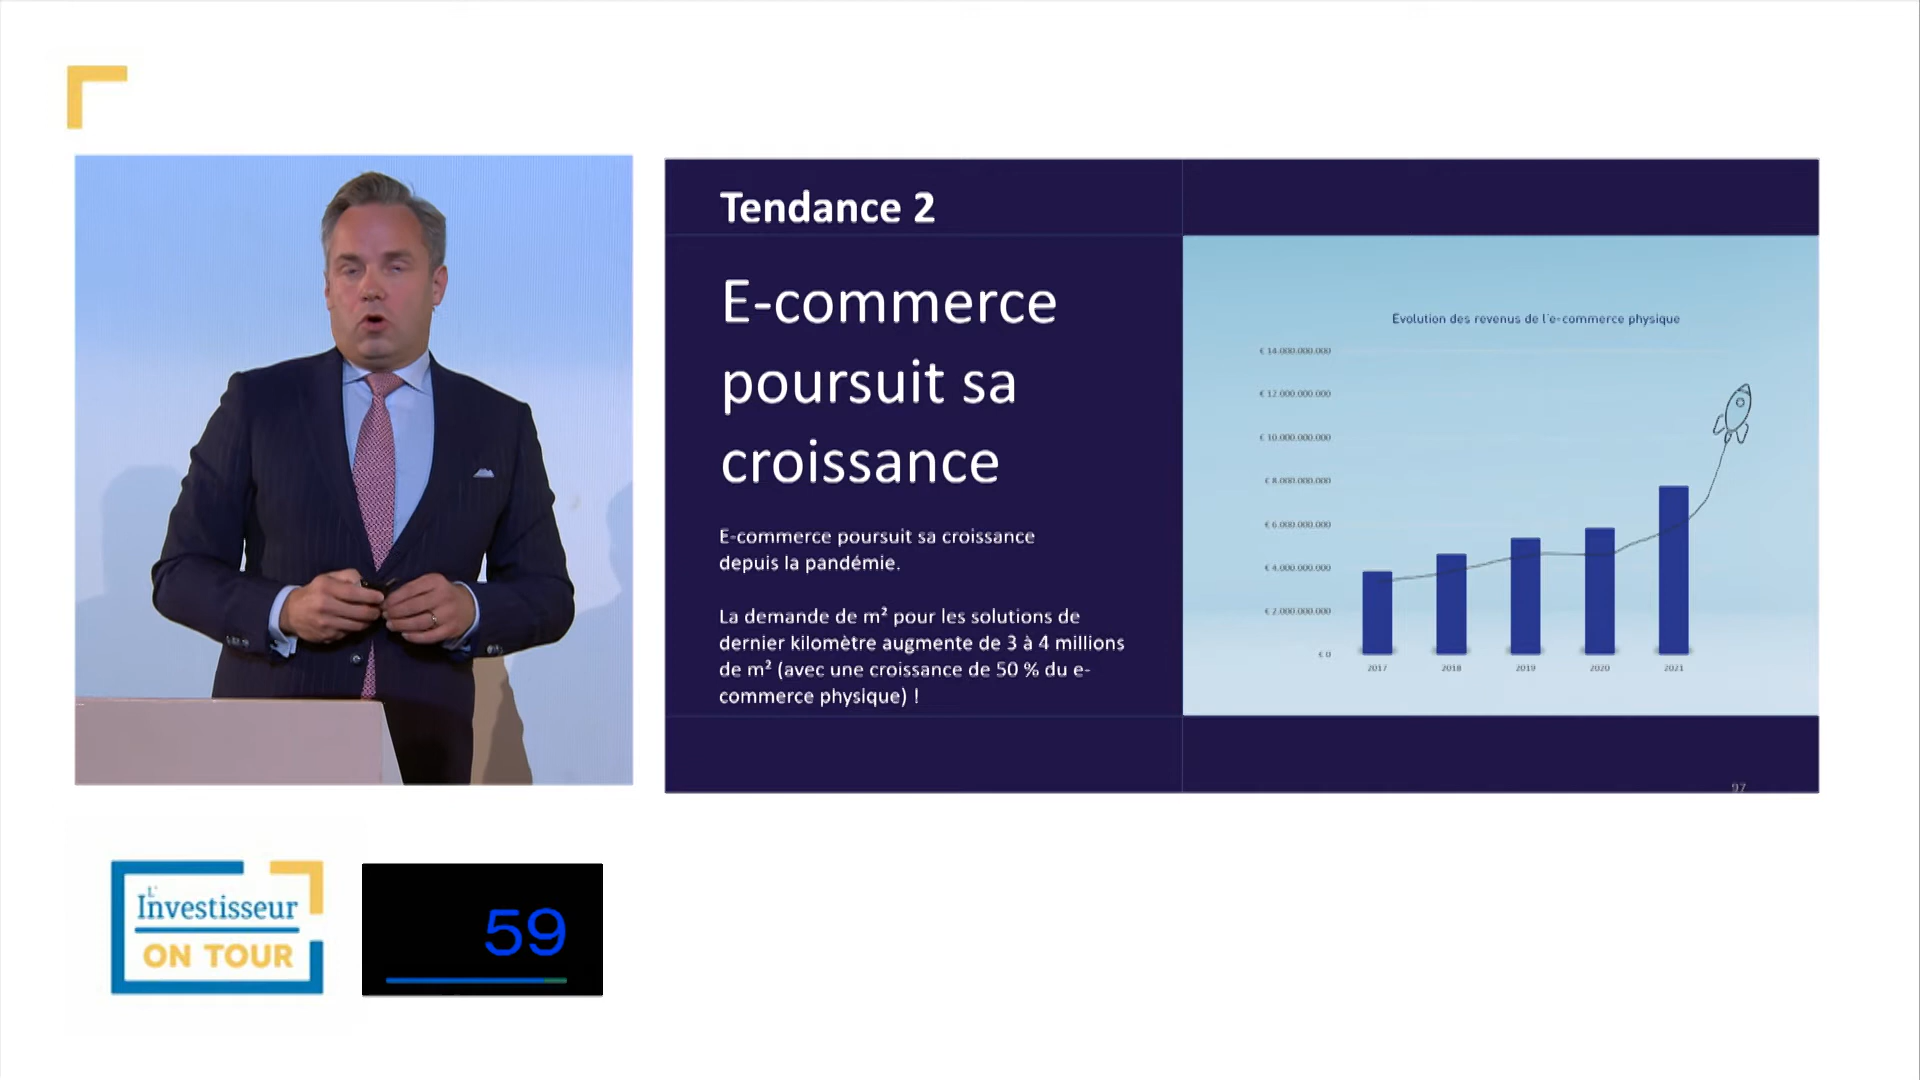 Tendance 2
E-commerce
poursuit sa
croissance
E-commerce poursuit sa croissance
depuis la pandémie.
La demande de m² pour les solutions de
dernier kilomètre augmente de 3 à 4 millions
de m² (avec une croissance de 50 % du e-
commerce physique) !
Evolution des revenus de l'e-commerce physique
€ 14.000.000.000
€ 12.000.000.000
€ 10.000.000.000
€ 8.000.000.000
€ 6.000.000.000
€ 4.000.000.000
€ 2.000.000.000
€ 0
2017 2018 2019 2020 2021
97
L'
Investisseur
ON TOUR
59